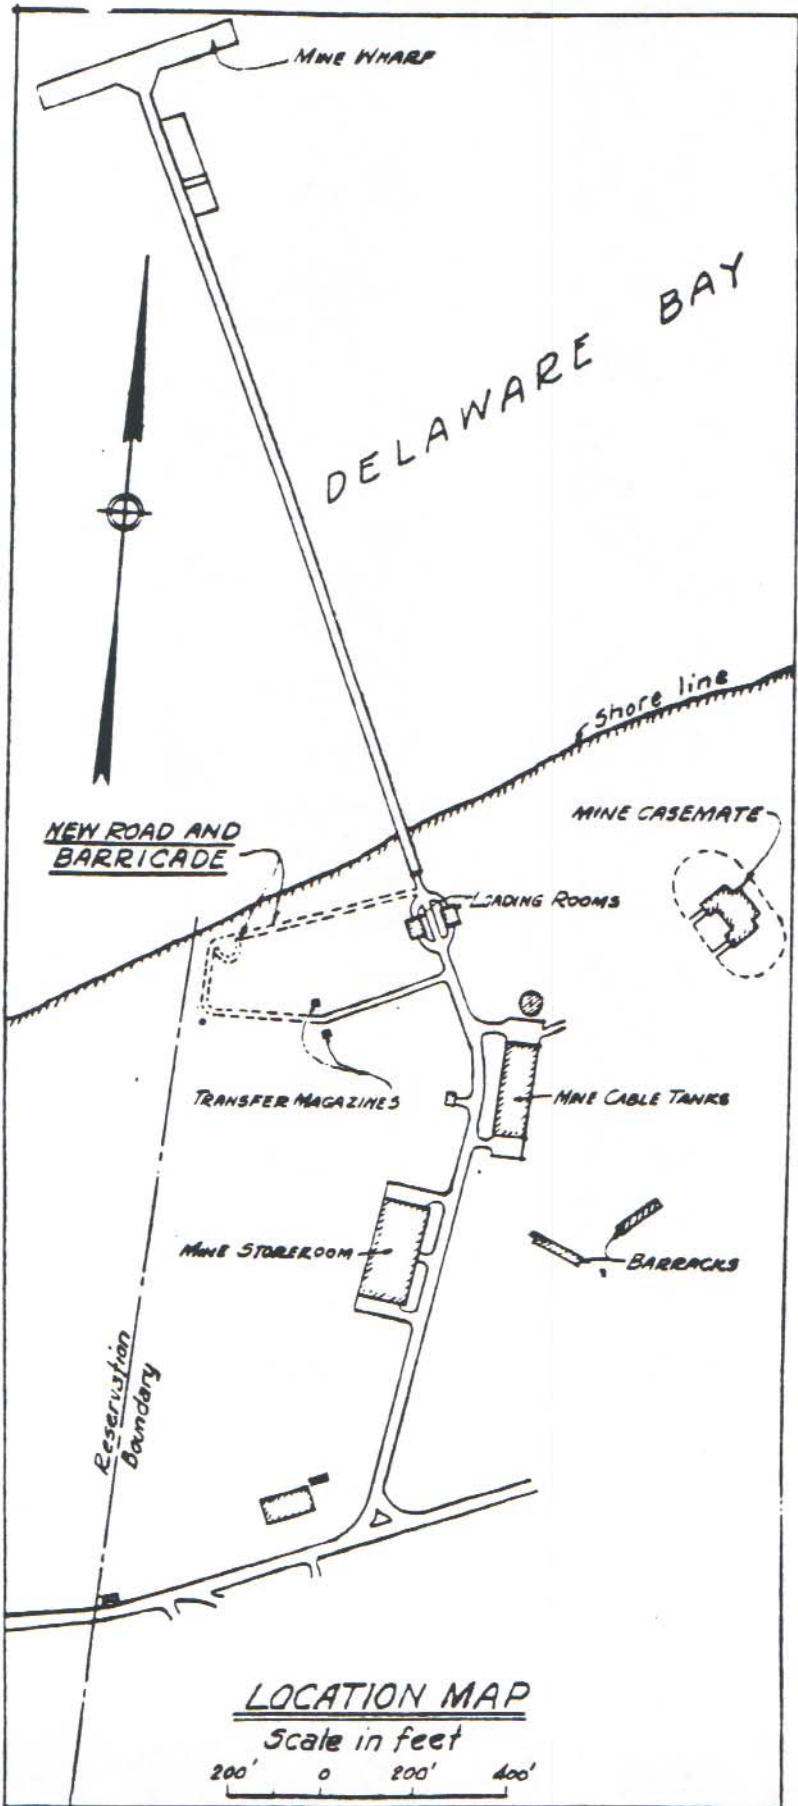 MINE WHARF
DELAWARE BAY
Shore line
MINE CASEMATE
NEW ROAD AND
BARRICADE
LOADING ROOMS
TRANSFER MAGAZINES
MINE CABLE TANKS
MINE STOREROOM
BARRACKS
Reservation
Boundary
LOCATION MAP
Scale in feet
200' 0 200' 400'